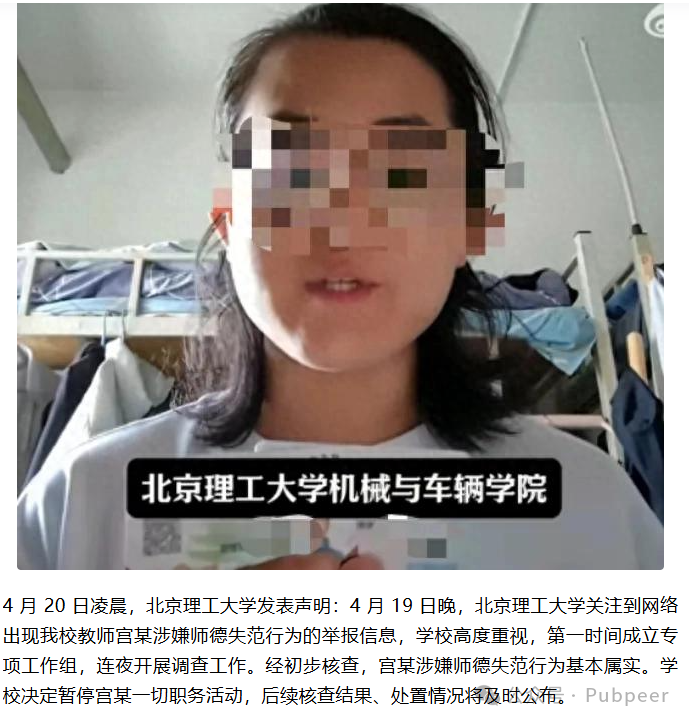 北京理工大学机械与车辆学院
4 月 20 日凌晨，北京理工大学发表声明：4 月 19 日晚，北京理工大学关注到网络
出现我校教师宫某涉嫌师德失范行为的举报信息，学校高度重视，第一时间成立专
项工作组，连夜开展调查工作。经初步核查，宫某涉嫌师德失范行为基本属实。学
校决定暂停宫某一切职务活动，后续核查结果、处置情况将及时公布。
公众号 · Pubpeer